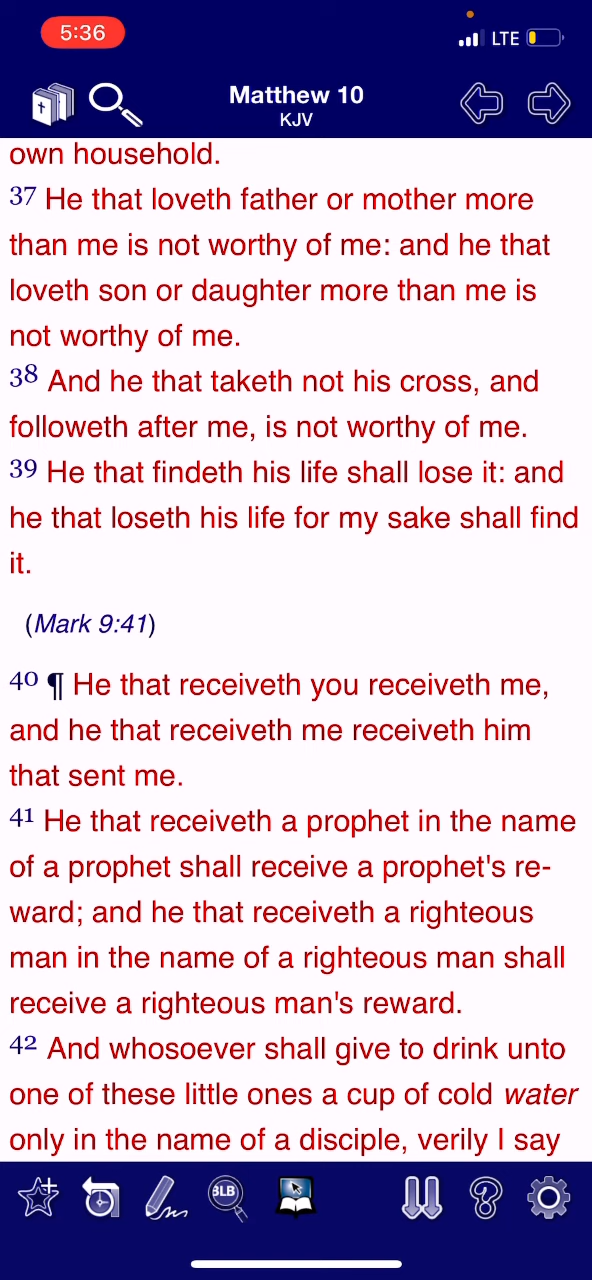 5:36
LTE
Matthew 10
KJV
own household.
37 He that loveth father or mother more
than me is not worthy of me: and he that
loveth son or daughter more than me is
not worthy of me.
38 And he that taketh not his cross, and
followeth after me, is not worthy of me.
39 He that findeth his life shall lose it: and
he that loseth his life for my sake shall find
it.
(Mark 9:41)
40 ¶ He that receiveth you receiveth me,
and he that receiveth me receiveth him
that sent me.
41 He that receiveth a prophet in the name
of a prophet shall receive a prophet's re-
ward; and he that receiveth a righteous
man in the name of a righteous man shall
receive a righteous man's reward.
42 And whosoever shall give to drink unto
one of these little ones a cup of cold water
only in the name of a disciple, verily I say
BLB